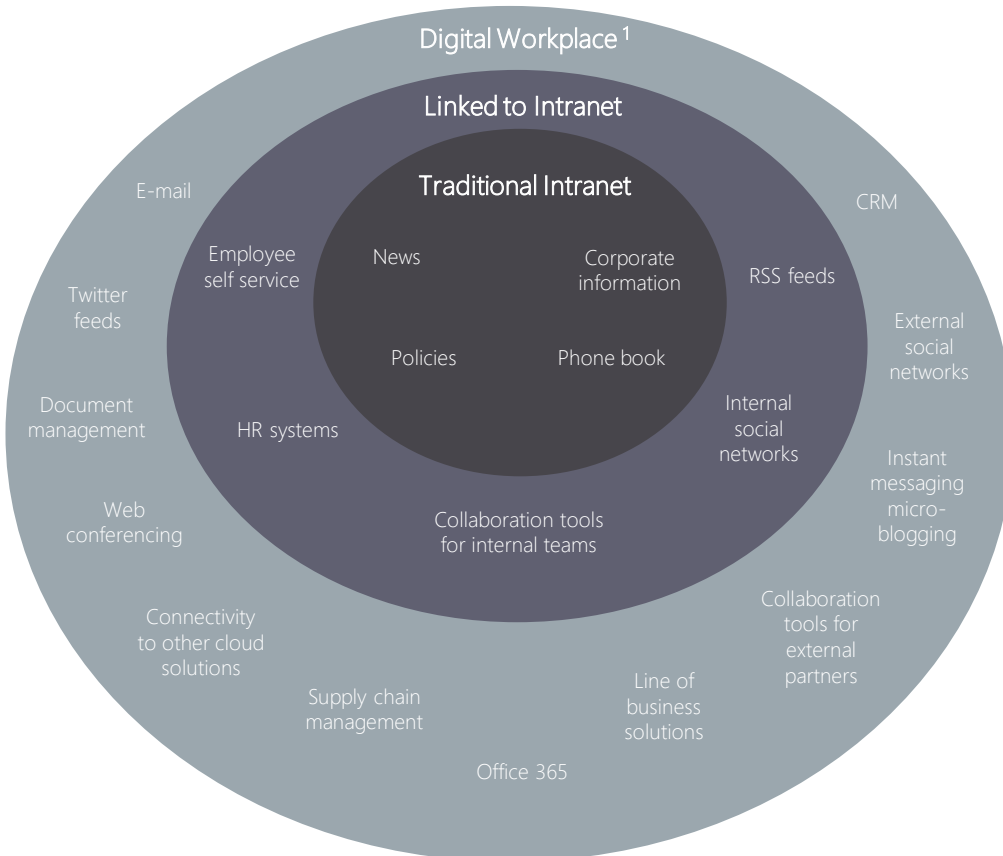 Digital Workplace 1
Linked to Intranet
Traditional Intranet
E-mail
CRM
News
Employee
self service
Corporate
information
RSS feeds
Twitter
feeds
External
social
networks
Policies
Phone book
Document
management
HR systems
Internal
social
networks
Instant
messaging
micro-
blogging
Web
conferencing
Collaboration tools
for internal teams
Connectivity
to other cloud
solutions
Collaboration
tools for
external
partners
Supply chain
management
Line of
business
solutions
Office 365